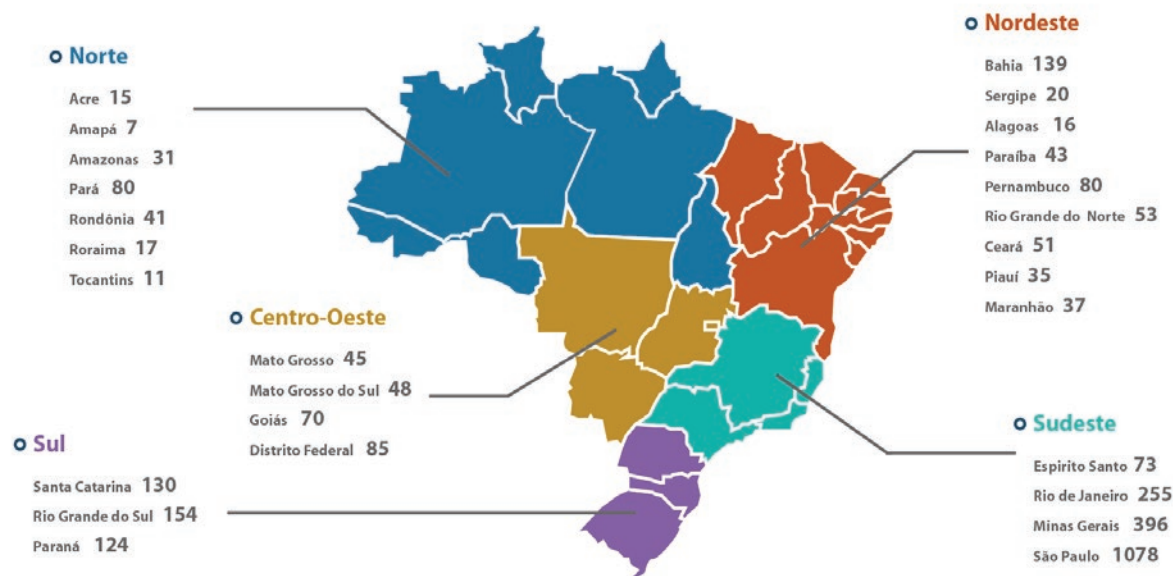 Norte
Acre 15
Amapá 7
Amazonas 31
Pará 80
Rondônia 41
Roraima 17
Tocantins 11
Nordeste
Bahia 139
Sergipe 20
Alagoas 16
Paraíba 43
Pernambuco 80
Rio Grande do Norte 53
Ceará 51
Piauí 35
Maranhão 37
Centro-Oeste
Mato Grosso 45
Mato Grosso do Sul 48
Goiás 70
Distrito Federal 85
Sul
Santa Catarina 130
Rio Grande do Sul 154
Paraná 124
Sudeste
Espirito Santo 73
Rio de Janeiro 255
Minas Gerais 396
São Paulo 1078